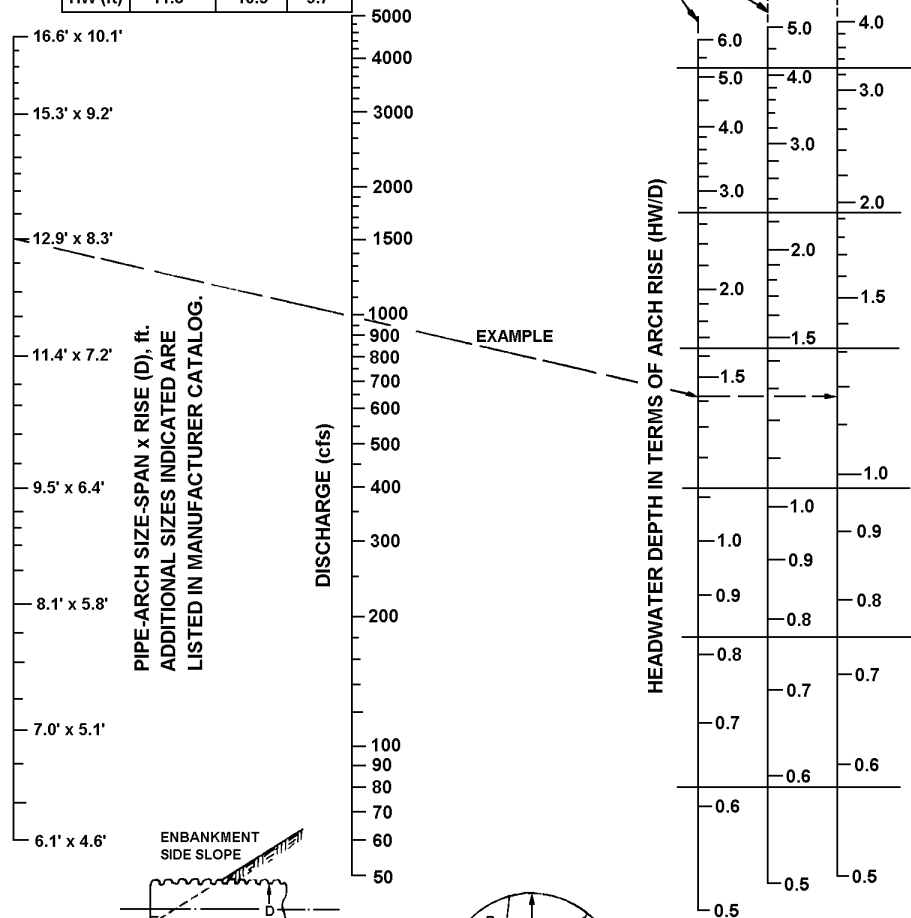 HW (ft)
16.6' x 10.1'
15.3' x 9.2'
12.9' x 8.3'
11.4' x 7.2'
9.5' x 6.4'
8.1' x 5.8'
7.0' x 5.1'
6.1' x 4.6'
PIPE-ARCH SIZE-SPAN x RISE (D), ft.
ADDITIONAL SIZES INDICATED ARE
LISTED IN MANUFACTURER CATALOG.
DISCHARGE (cfs)
5000
4000
3000
2000
1500
1000
900
800
700
600
500
400
300
200
100
90
80
70
60
50
EXAMPLE
HEADWATER DEPTH IN TERMS OF ARCH RISE (HW/D)
6.0
5.0
4.0
3.0
2.0
1.5
1.0
0.9
0.8
0.7
0.6
0.5
5.0
4.0
3.0
2.0
1.5
1.0
0.9
0.8
0.7
0.6
0.5
4.0
3.0
2.0
1.5
1.0
0.9
0.8
0.7
0.6
0.5
ENBANKMENT
SIDE SLOPE
D